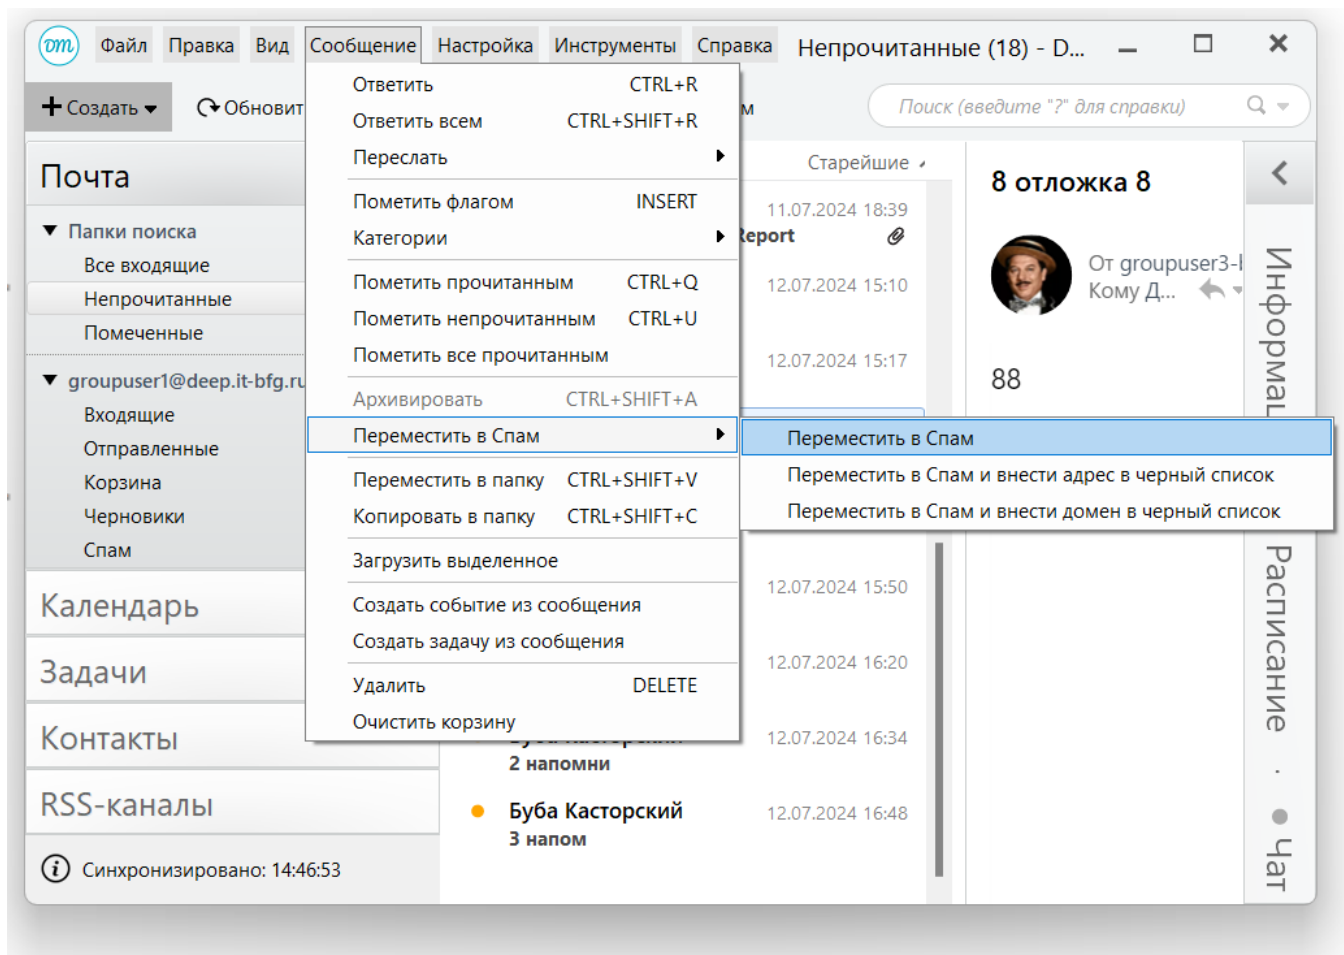 dm Файл Правка Вид Сообщение Настройка Инструменты Справка Непрочитанные (18) - D...
Создать Обновит м Поиск (введите "?" для справки)
Почта
Папки поиска
Все входящие
Непрочитанные
Помеченные
groupuser1@deep.it-bfg.ru
Входящие
Отправленные
Корзина
Черновики
Спам
Календарь
Задачи
Контакты
RSS-каналы
Синхронизировано: 14:46:53
Ответить CTRL+R
Ответить всем CTRL+SHIFT+R
Переслать
Пометить флагом INSERT
Категории
Пометить прочитанным CTRL+Q
Пометить непрочитанным CTRL+U
Пометить все прочитанным
Архивировать CTRL+SHIFT+A
Переместить в Спам
Переместить в папку CTRL+SHIFT+V
Копировать в папку CTRL+SHIFT+C
Загрузить выделенное
Создать событие из сообщения
Создать задачу из сообщения
Удалить DELETE
Очистить корзину
Переместить в Спам
Переместить в Спам и внести адрес в черный список
Переместить в Спам и внести домен в черный список
Старейшие
11.07.2024 18:39
Report
12.07.2024 15:10
12.07.2024 15:17
12.07.2024 15:50
12.07.2024 16:20
12.07.2024 16:34
2 напомни
Буба Касторский 12.07.2024 16:48
3 напом
8 отложка 8
От groupuser3-
Кому Д...
88
Информац
Расписание
Чат